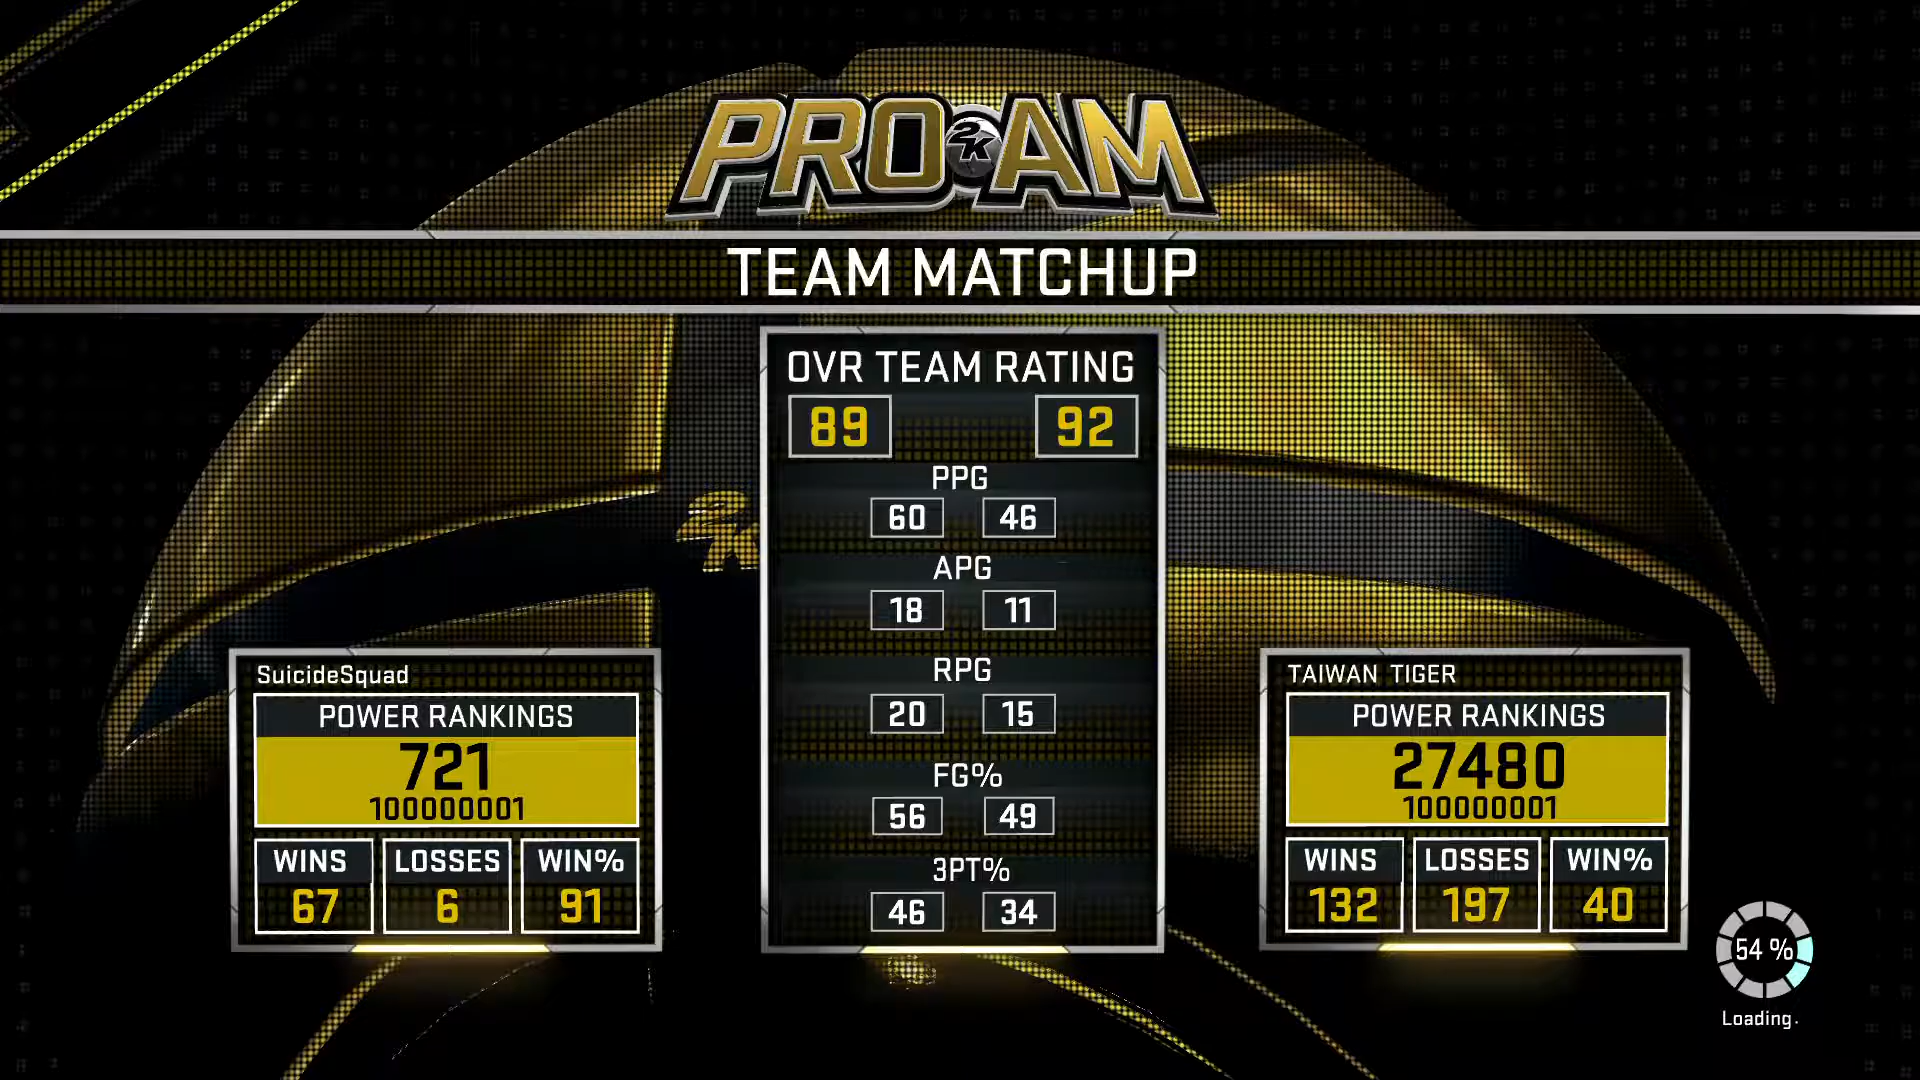 PRO 2K AM
TEAM MATCHUP
OVR TEAM RATING
89 92
PPG
60 46
APG
18 11
RPG
20 15
FG%
56 49
3PT%
46 34
2K
SuicideSquad
POWER RANKINGS
721
100000001
WINS LOSSES WIN%
67 6 91
TAIWAN TIGER
POWER RANKINGS
27480
100000001
WINS LOSSES WIN%
132 197 40
54 %
Loading.